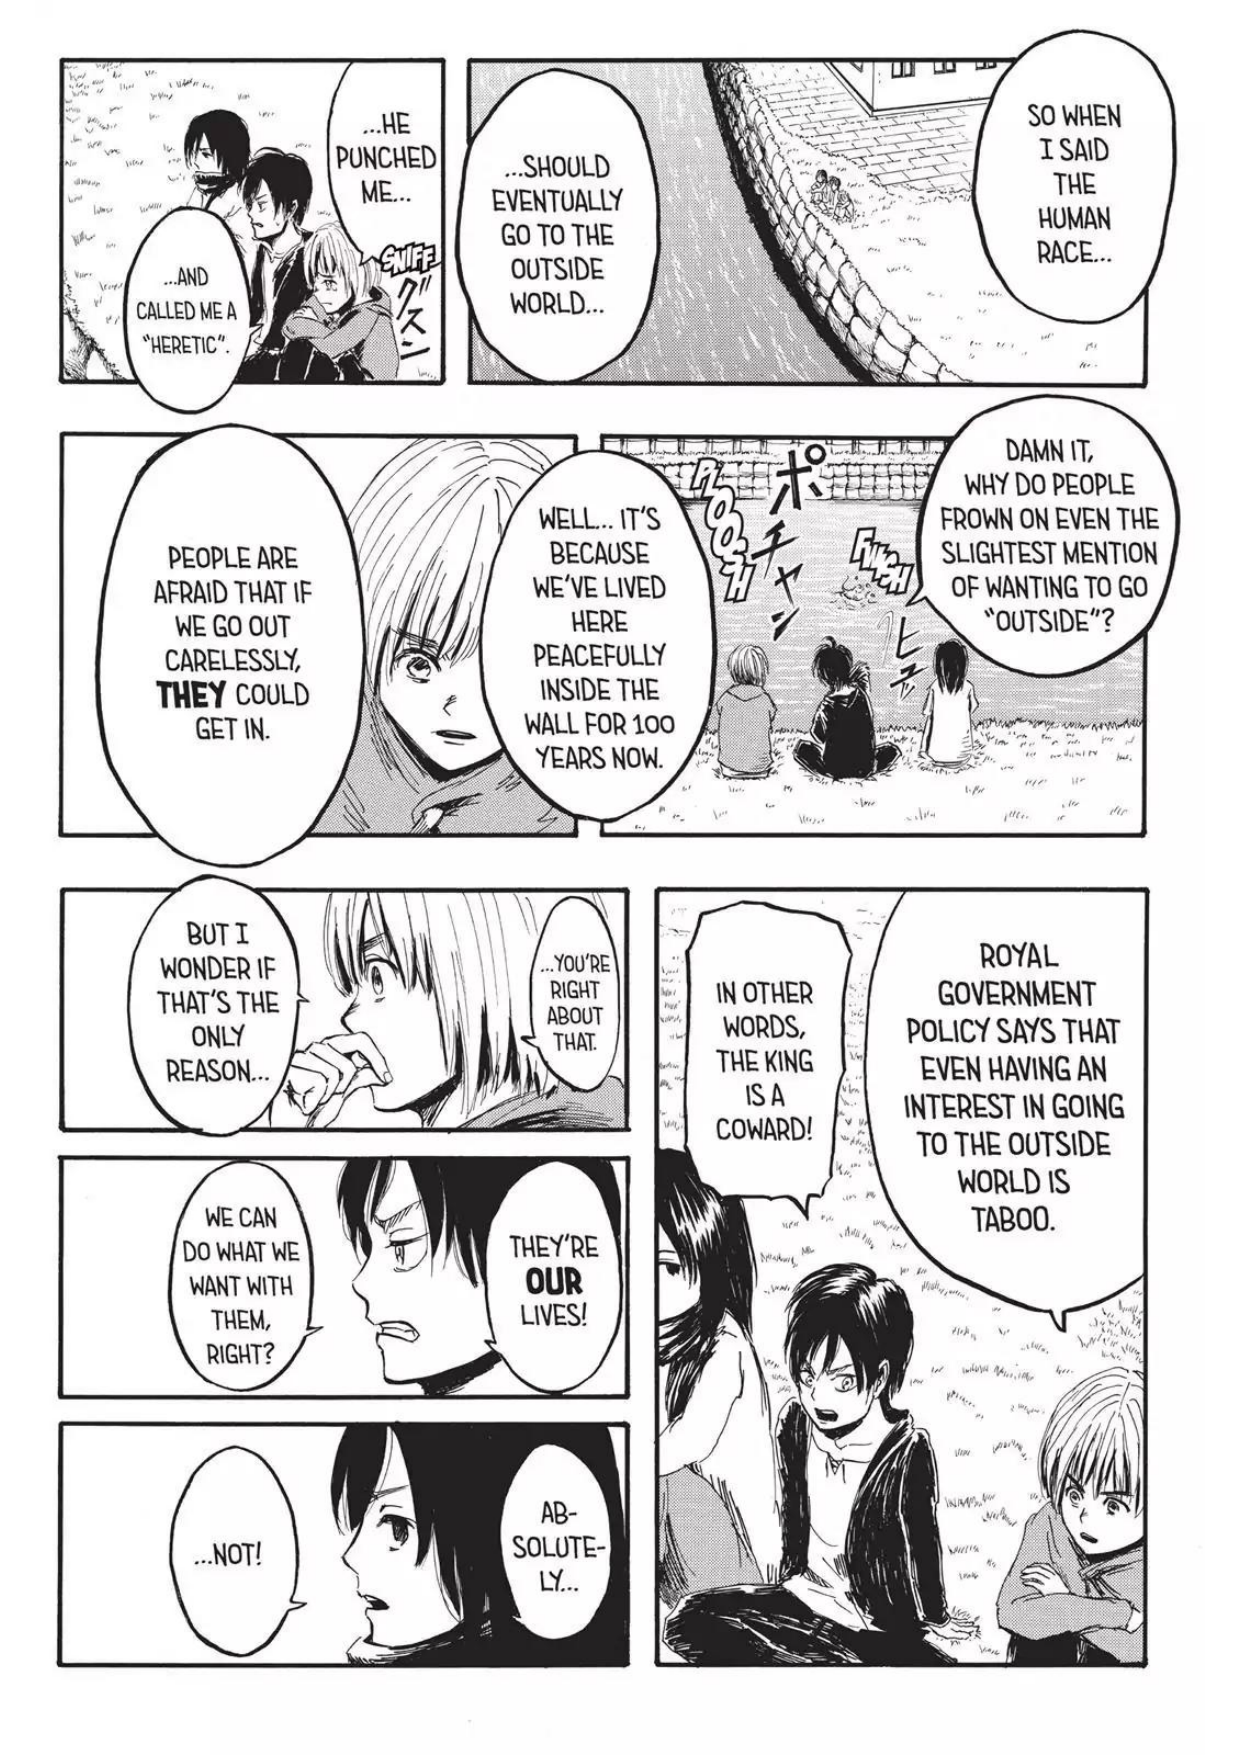 SO WHEN
I SAID
THE
HUMAN
RACE...
...SHOULD
EVENTUALLY
GO TO THE
OUTSIDE
WORLD...
...HE
PUNCHED
ME...
SNIFF
グスン
...AND
CALLED ME A
"HERETIC".
DAMN IT,
WHY DO PEOPLE
FROWN ON EVEN THE
SLIGHTEST MENTION
OF WANTING TO GO
"OUTSIDE"?
FWSH
ヒュ
ポチャン
PLOOSH
WELL... IT'S
BECAUSE
WE'VE LIVED
HERE
PEACEFULLY
INSIDE THE
WALL FOR 100
YEARS NOW.
PEOPLE ARE
AFRAID THAT IF
WE GO OUT
CARELESSLY,
THEY COULD
GET IN.
ROYAL
GOVERNMENT
POLICY SAYS THAT
EVEN HAVING AN
INTEREST IN GOING
TO THE OUTSIDE
WORLD IS
TABOO.
IN OTHER
WORDS,
THE KING
IS A
COWARD!
...YOU'RE
RIGHT
ABOUT
THAT.
BUT I
WONDER IF
THAT'S THE
ONLY
REASON...
THEY'RE
OUR
LIVES!
WE CAN
DO WHAT WE
WANT WITH
THEM,
RIGHT?
AB-
SOLUTE-
LY...
...NOT!